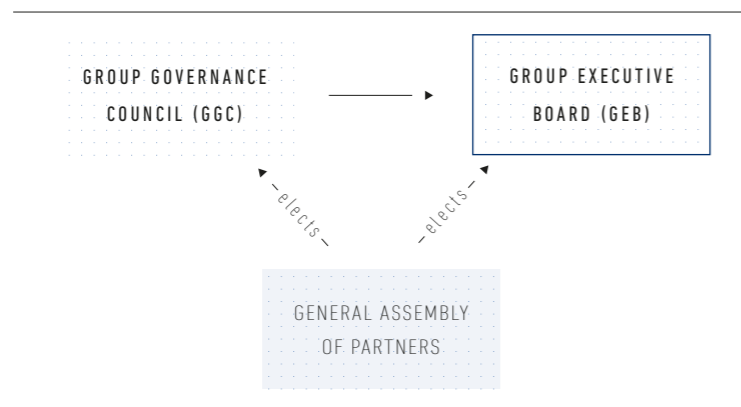 GROUP GOVERNANCE
COUNCIL (GGC)
GROUP EXECUTIVE
BOARD (GEB)
elects
elects
GENERAL ASSEMBLY
OF PARTNERS